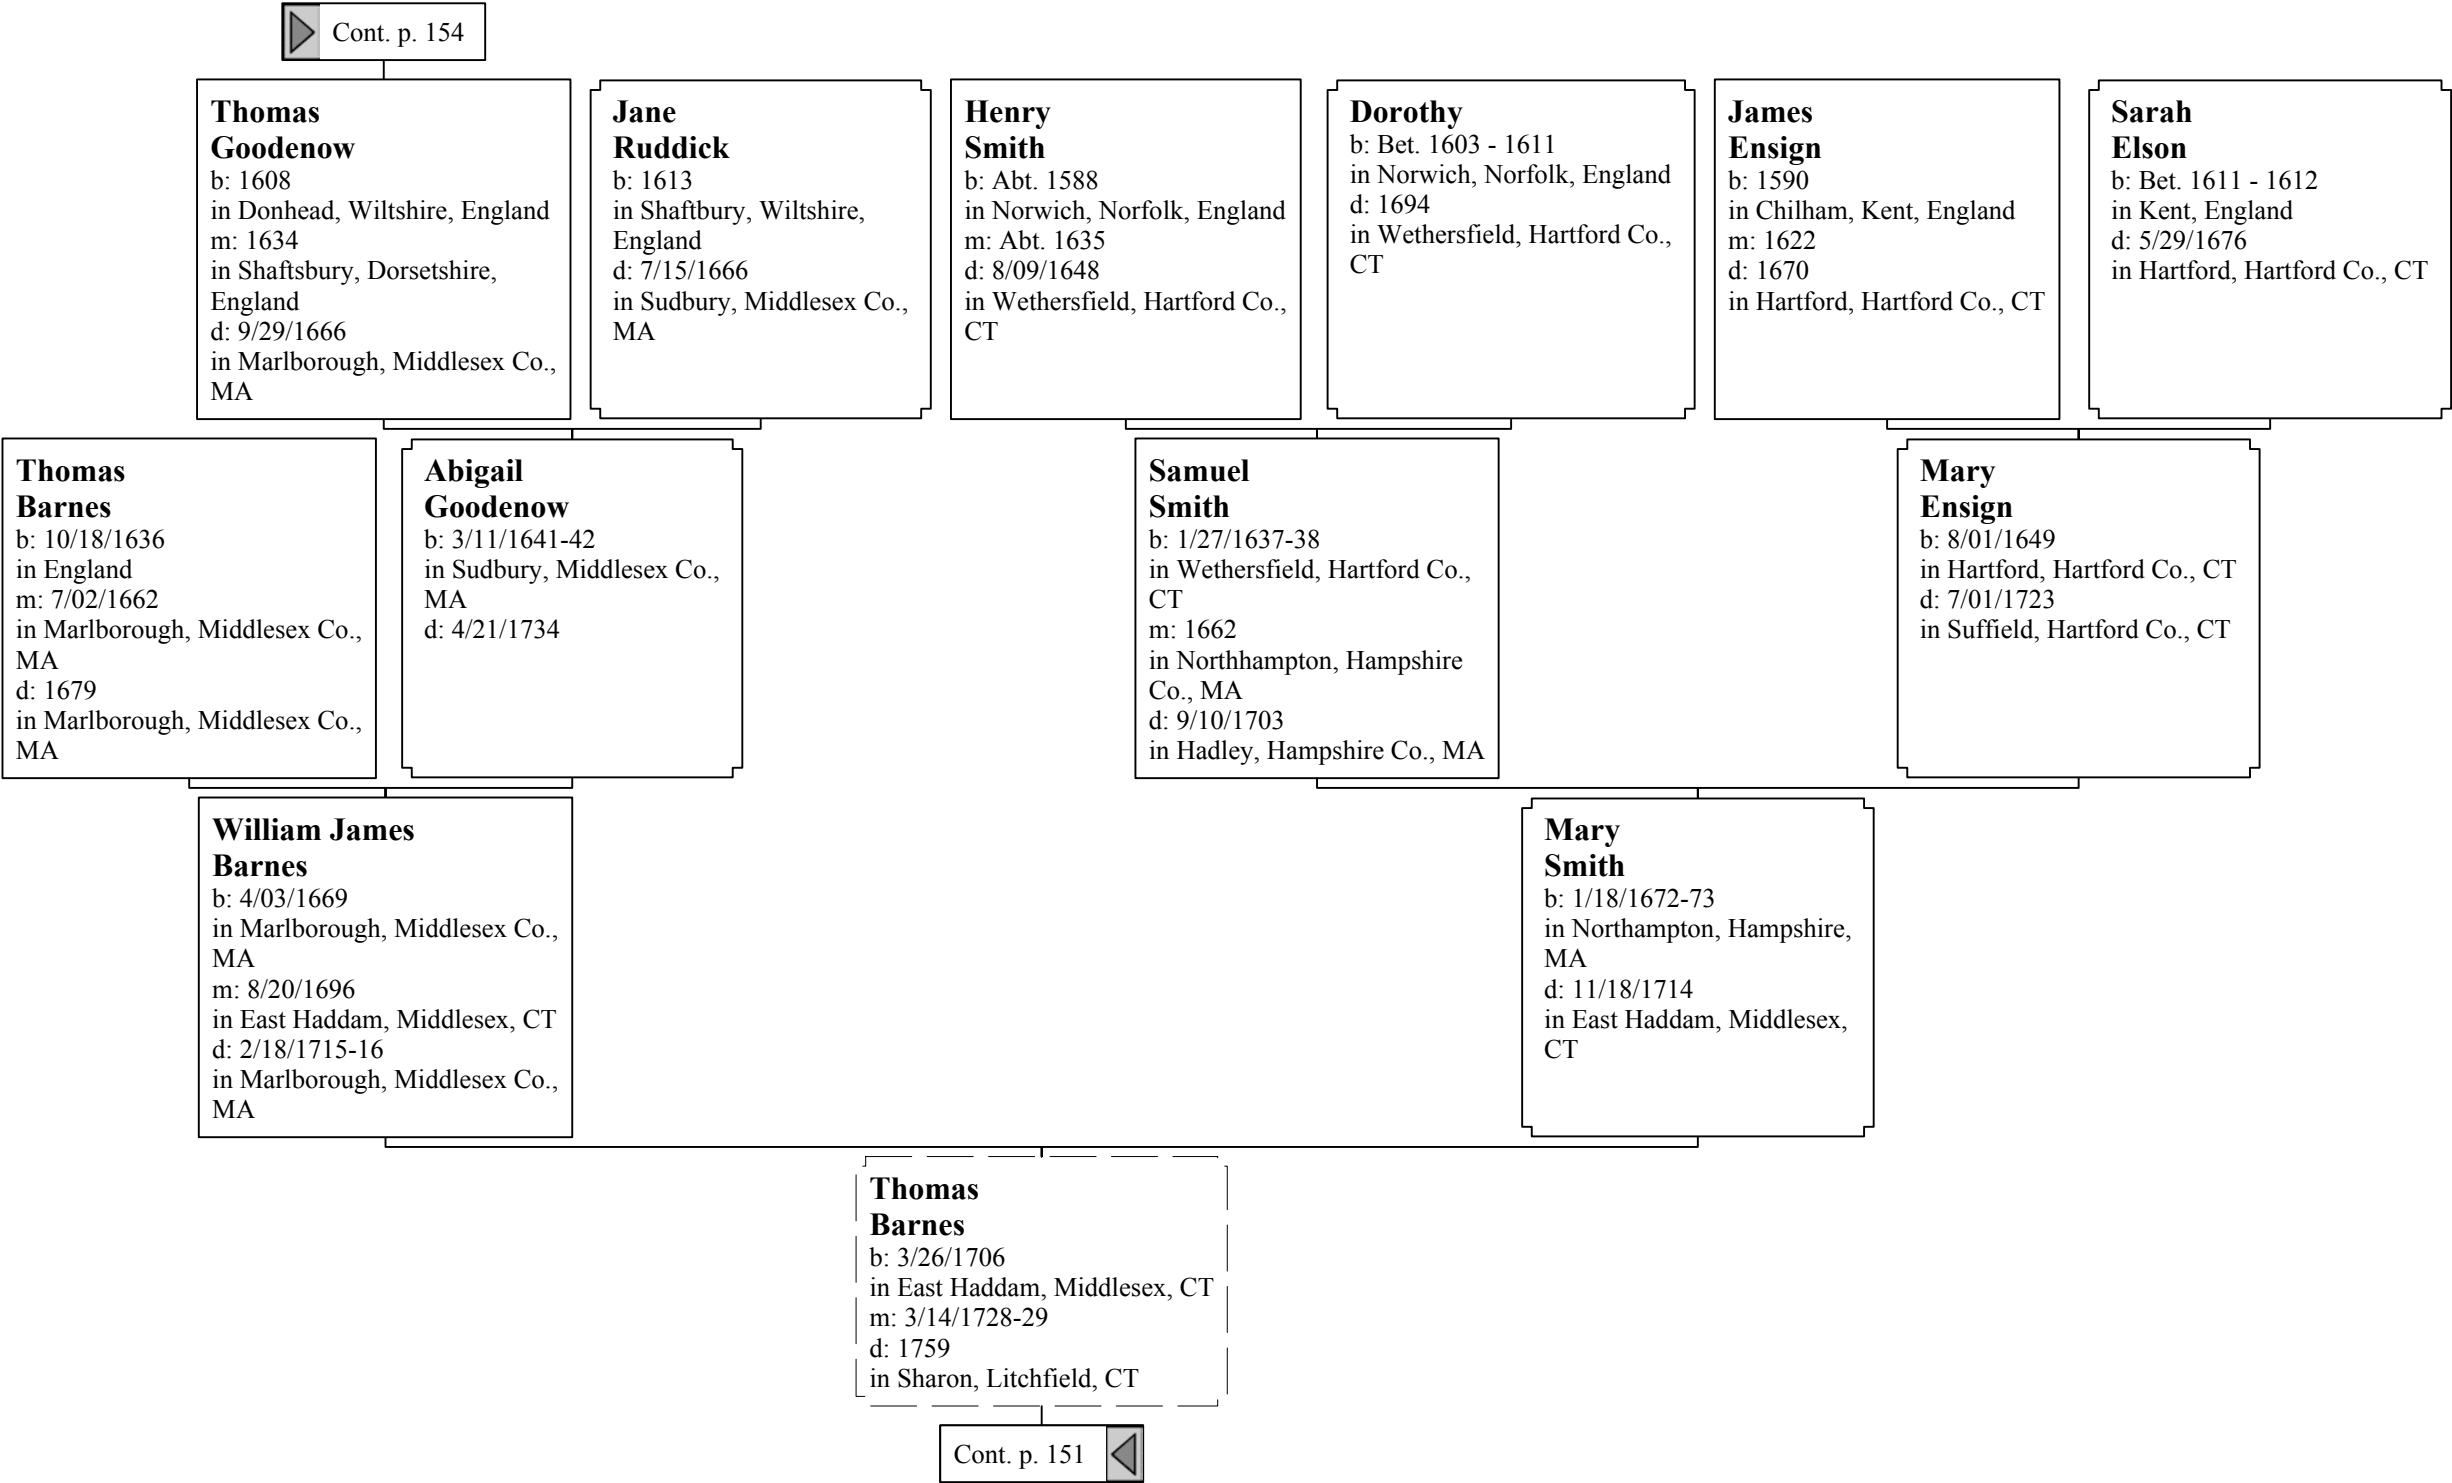 Cont. p. 154
Thomas
Goodenow
b: 1608
in Donhead, Wiltshire, England
m: 1634
in Shaftsbury, Dorsetshire,
England
d: 9/29/1666
in Marlborough, Middlesex Co.,
MA
Jane
Ruddick
b: 1613
in Shaftbury, Wiltshire,
England
d: 7/15/1666
in Sudbury, Middlesex Co.,
MA
Henry
Smith
b: Abt. 1588
in Norwich, Norfolk, England
m: Abt. 1635
d: 8/09/1648
in Wethersfield, Hartford Co.,
CT
Dorothy
b: Bet. 1603 - 1611
in Norwich, Norfolk, England
d: 1694
in Wethersfield, Hartford Co.,
CT
James
Ensign
b: 1590
in Chilham, Kent, England
m: 1622
d: 1670
in Hartford, Hartford Co., CT
Sarah
Elson
b: Bet. 1611 - 1612
in Kent, England
d: 5/29/1676
in Hartford, Hartford Co., CT
Thomas
Barnes
b: 10/18/1636
in England
m: 7/02/1662
in Marlborough, Middlesex Co.,
MA
d: 1679
in Marlborough, Middlesex Co.,
MA
Abigail
Goodenow
b: 3/11/1641-42
in Sudbury, Middlesex Co.,
MA
d: 4/21/1734
Samuel
Smith
b: 1/27/1637-38
in Wethersfield, Hartford Co.,
CT
m: 1662
in Northhampton, Hampshire
Co., MA
d: 9/10/1703
in Hadley, Hampshire Co., MA
Mary
Ensign
b: 8/01/1649
in Hartford, Hartford Co., CT
d: 7/01/1723
in Suffield, Hartford Co., CT
William James
Barnes
b: 4/03/1669
in Marlborough, Middlesex Co.,
MA
m: 8/20/1696
in East Haddam, Middlesex, CT
d: 2/18/1715-16
in Marlborough, Middlesex Co.,
MA
Mary
Smith
b: 1/18/1672-73
in Northampton, Hampshire,
MA
d: 11/18/1714
in East Haddam, Middlesex,
CT
Thomas
Barnes
b: 3/26/1706
in East Haddam, Middlesex, CT
m: 3/14/1728-29
d: 1759
in Sharon, Litchfield, CT
Cont. p. 151